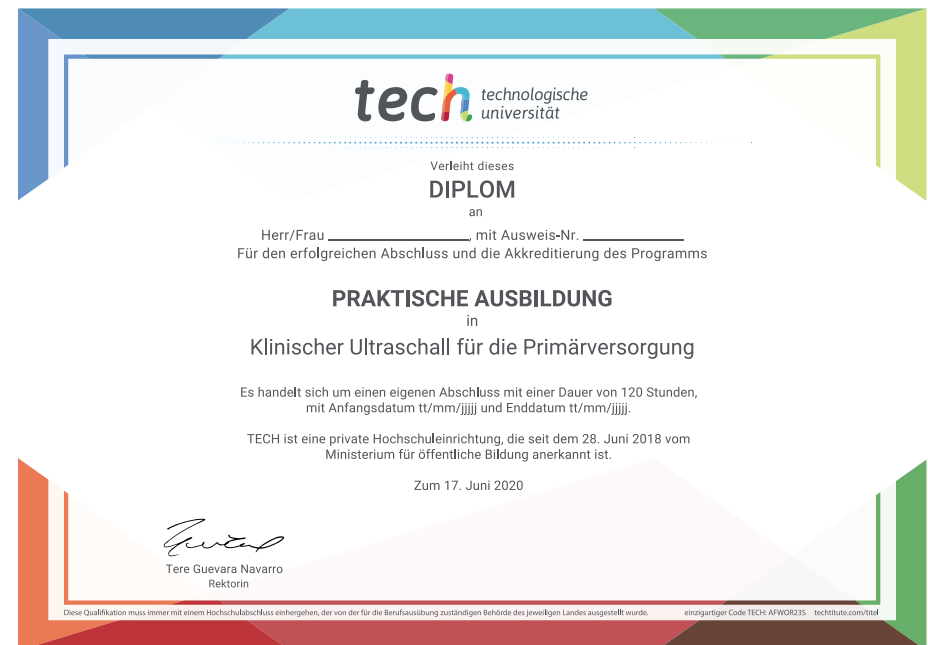 tech technologische
universität
Verleiht dieses
DIPLOM
an
Herr/Frau ____________________, mit Ausweis-Nr. ______________
Für den erfolgreichen Abschluss und die Akkreditierung des Programms
PRAKTISCHE AUSBILDUNG
in
Klinischer Ultraschall für die Primärversorgung
Es handelt sich um einen eigenen Abschluss mit einer Dauer von 120 Stunden,
mit Anfangsdatum tt/mm/jjjjj und Enddatum tt/mm/jjjjj.
TECH ist eine private Hochschuleinrichtung, die seit dem 28. Juni 2018 vom
Ministerium für öffentliche Bildung anerkannt ist.
Zum 17. Juni 2020
Tere Guevara Navarro
Rektorin
Diese Qualifikation muss immer mit einem Hochschulabschluss einhergehen, der von der für die Berufsausübung zuständigen Behörde des jeweiligen Landes ausgestellt wurde. einzigartiger Code TECH: AFWOR23S techtitute.com/titel